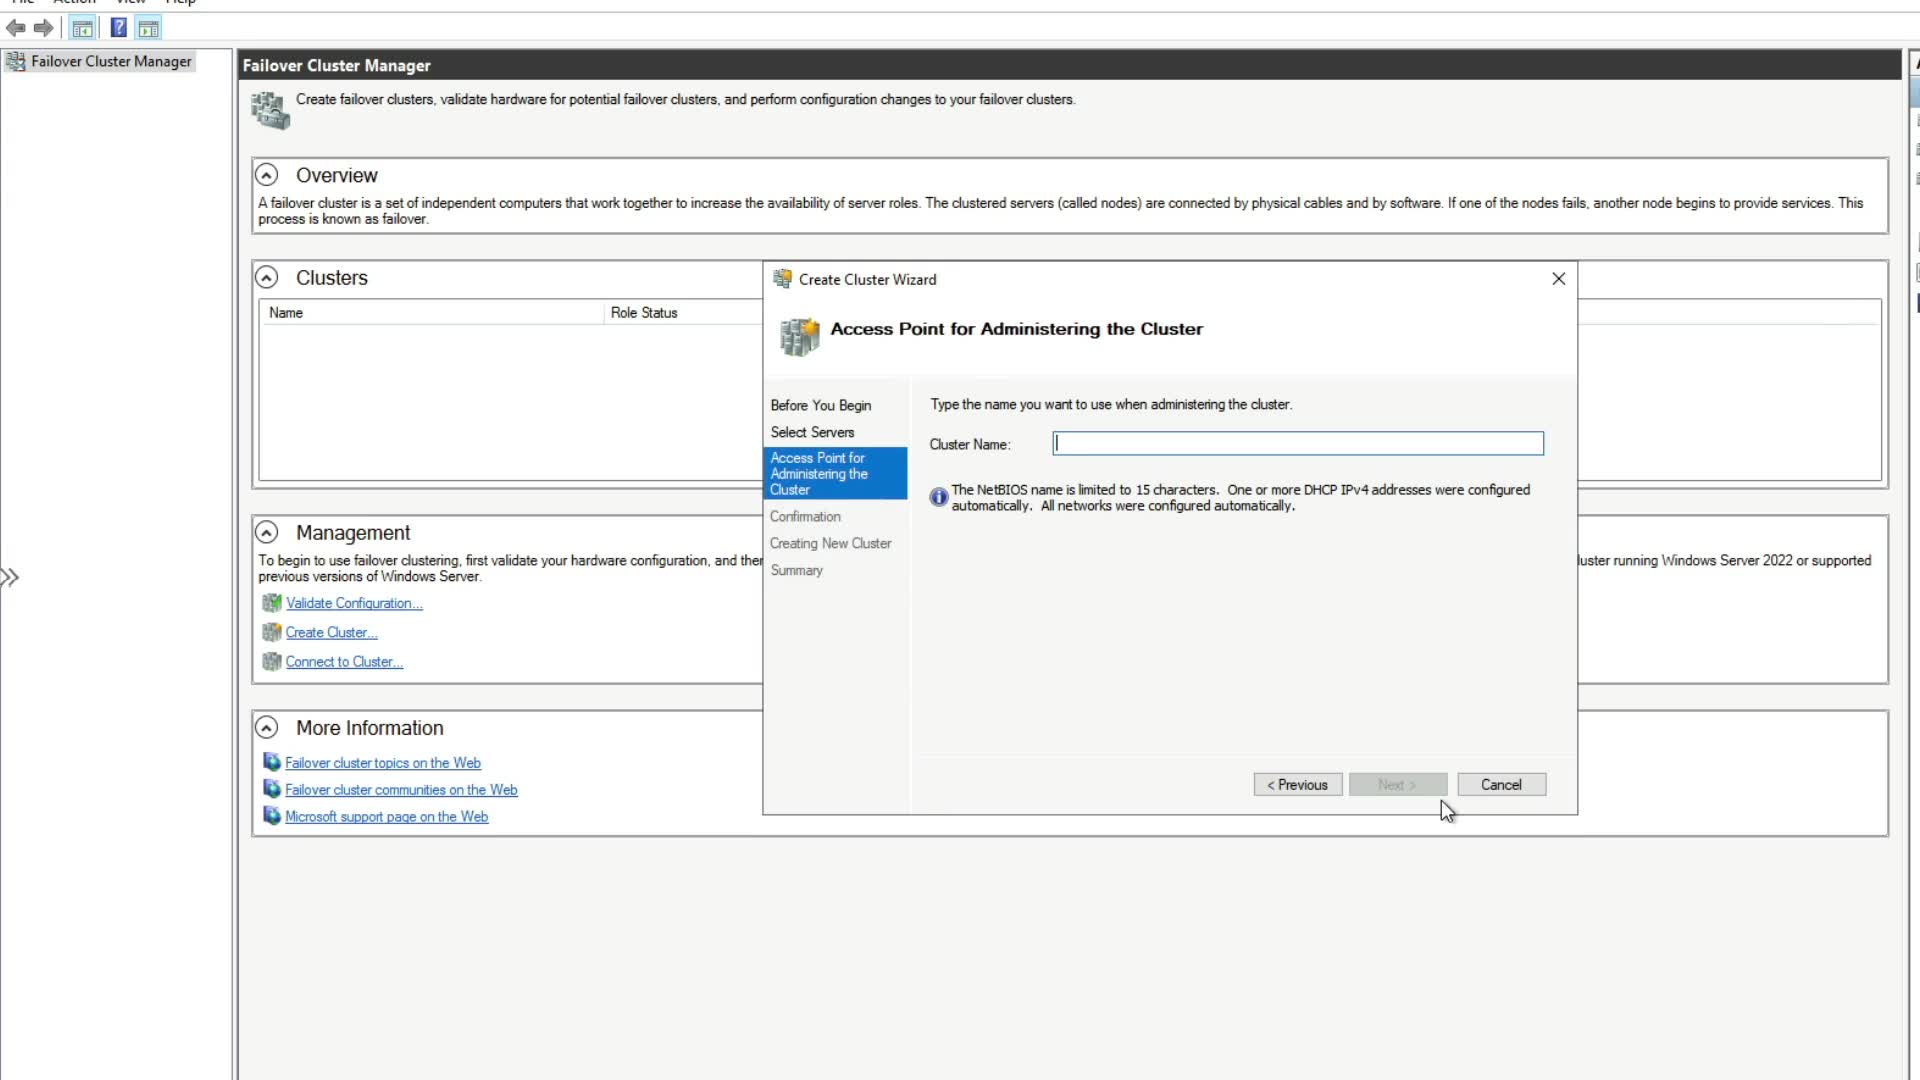 File Action View Help
Failover Cluster Manager
Failover Cluster Manager
Create failover clusters, validate hardware for potential failover clusters, and perform configuration changes to your failover clusters.
Overview
A failover cluster is a set of independent computers that work together to increase the availability of server roles. The clustered servers (called nodes) are connected by physical cables and by software. If one of the nodes fails, another node begins to provide services. This
process is known as failover.
Clusters
Name Role Status
Create Cluster Wizard
Access Point for Administering the Cluster
Before You Begin
Select Servers
Access Point for
Administering the
Cluster
Confirmation
Creating New Cluster
Summary
Type the name you want to use when administering the cluster.
Cluster Name:
The NetBIOS name is limited to 15 characters. One or more DHCP IPv4 addresses were configured
automatically. All networks were configured automatically.
< Previous Next > Cancel
Management
To begin to use failover clustering, first validate your hardware configuration, and then luster running Windows Server 2022 or supported
previous versions of Windows Server.
Validate Configuration...
Create Cluster...
Connect to Cluster...
More Information
Failover cluster topics on the Web
Failover cluster communities on the Web
Microsoft support page on the Web